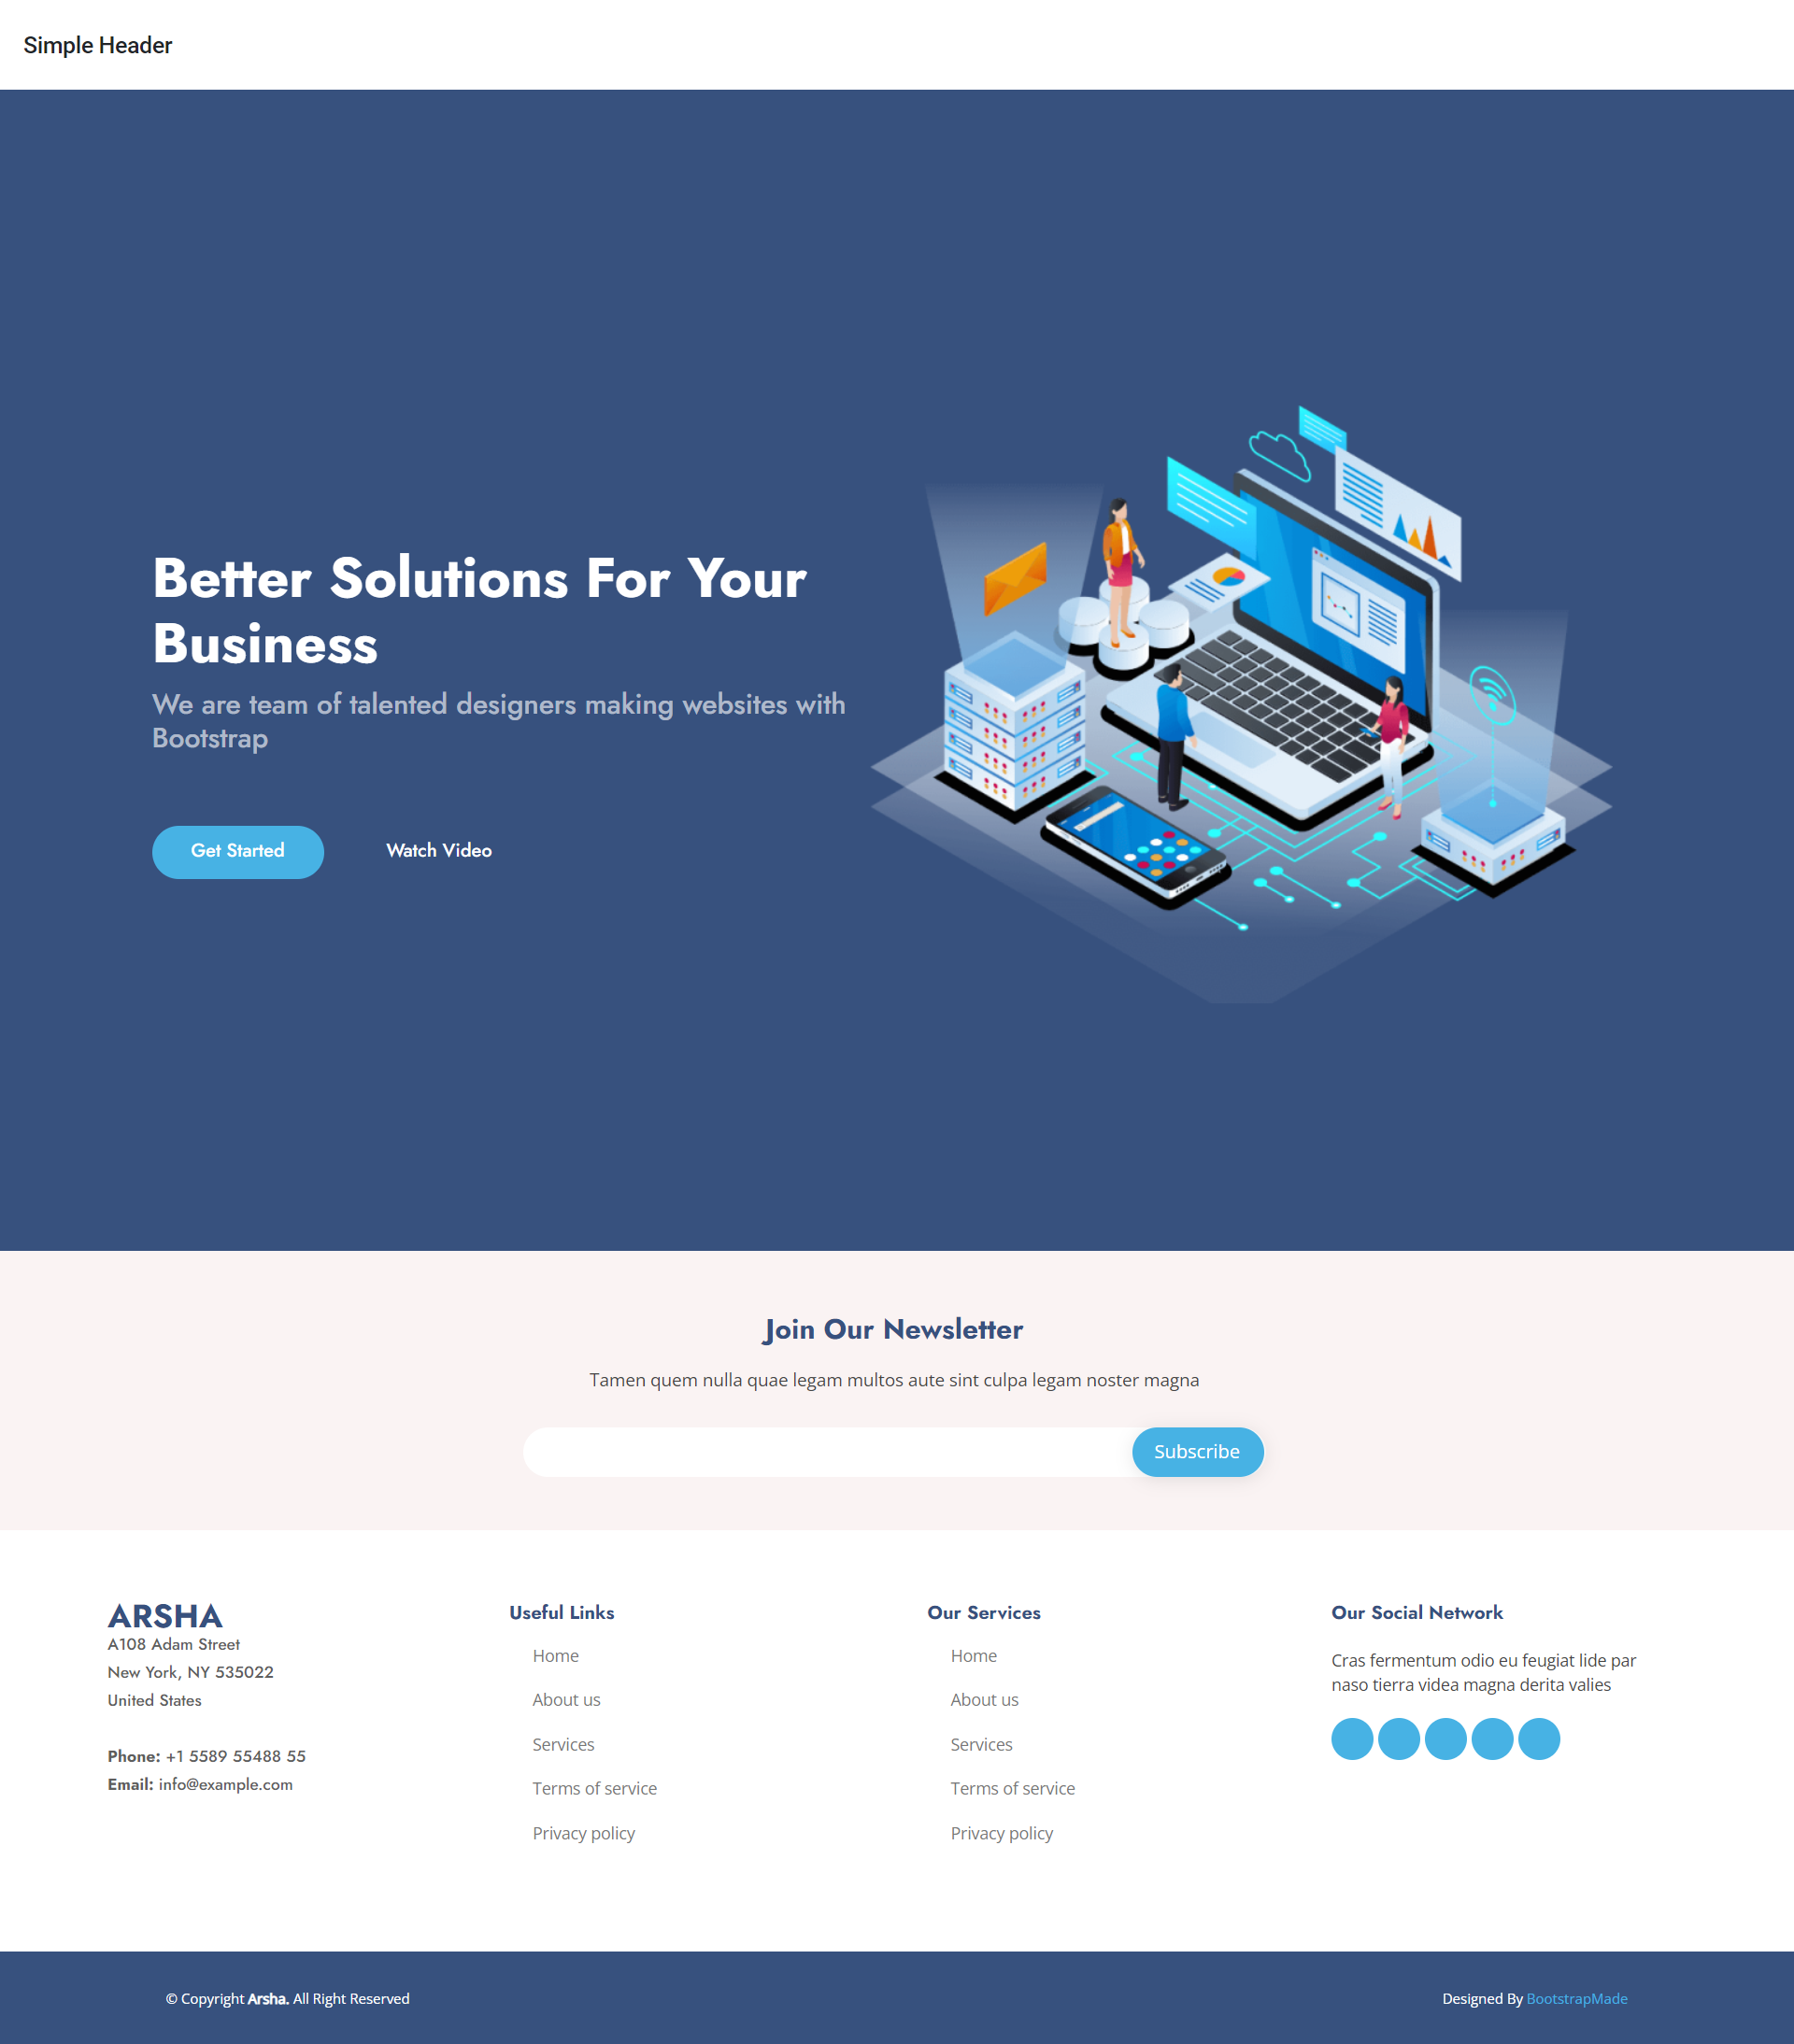 Simple Header
Better Solutions For Your
Business
We are team of talented designers making websites with
Bootstrap
Get Started
Watch Video
Join Our Newsletter
Tamen quem nulla quae legam multos aute sint culpa legam noster magna
Subscribe
ARSHA
A108 Adam Street
New York, NY 535022
United States
Phone: +1 5589 55488 55
Email: info@example.com
Useful Links
Home
About us
Services
Terms of service
Privacy policy
Our Services
Home
About us
Services
Terms of service
Privacy policy
Our Social Network
Cras fermentum odio eu feugiat lide par
naso tierra videa magna derita valies
© Copyright Arsha. All Right Reserved
Designed By BootstrapMade